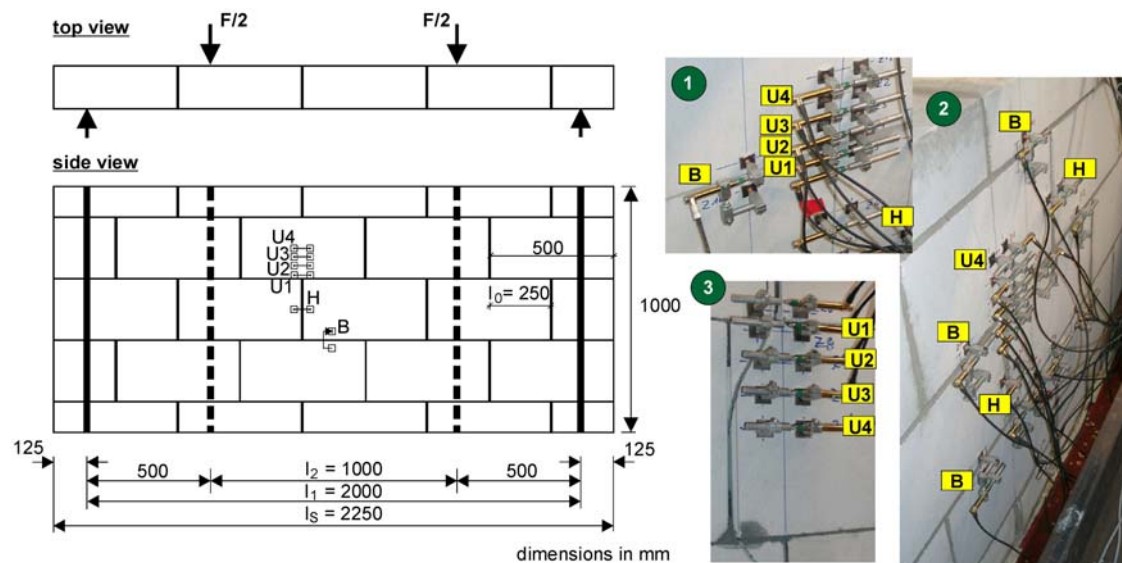 top view
F/2
F/2
side view
U4
U3
U2
U1
H
B
500
l₀= 250
1000
125
500
l₂ = 1000
500
125
l₁ = 2000
lS = 2250
dimensions in mm
1
U4
U3
U2
U1
B
H
2
B
H
U4
B
H
B
3
U1
U2
U3
U4